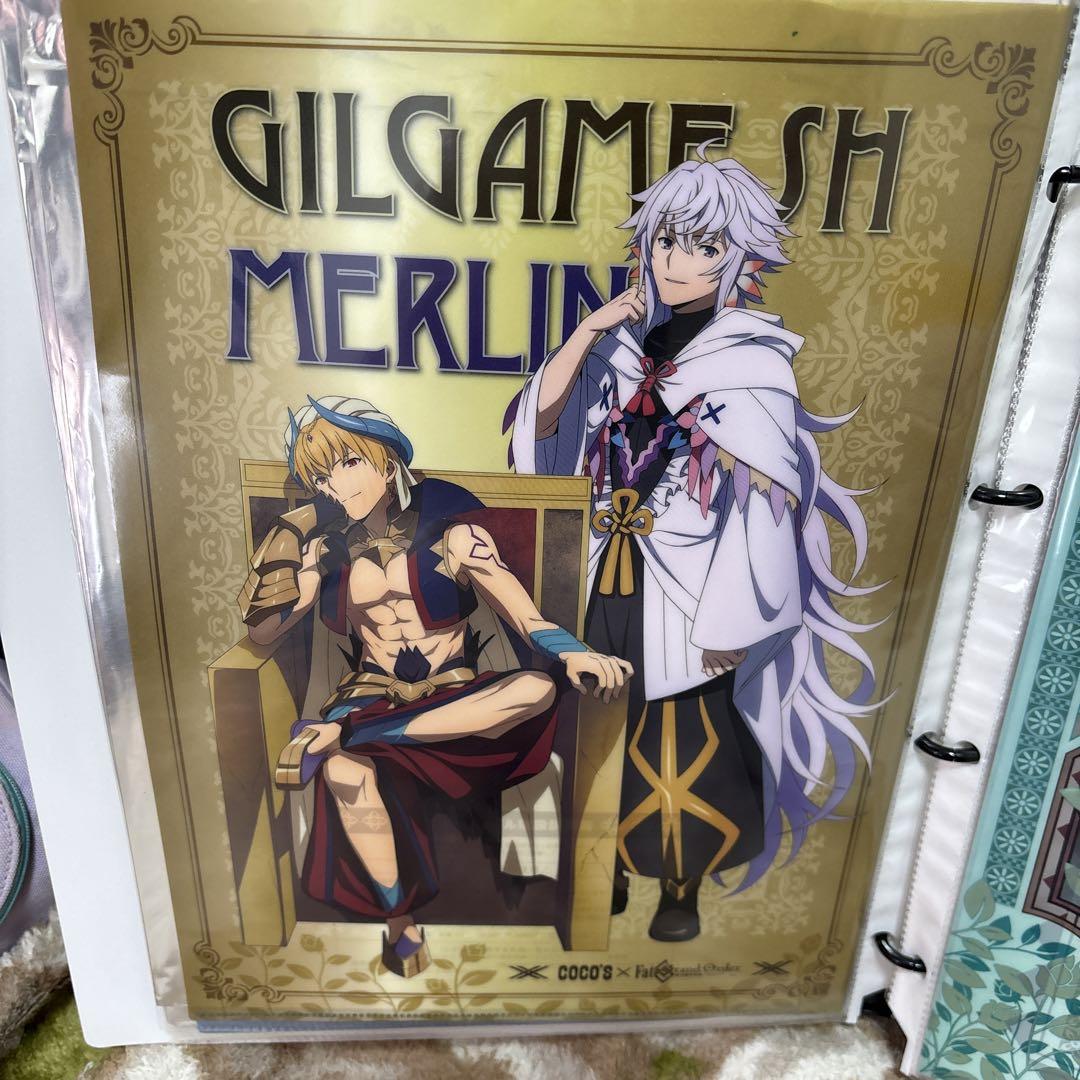 GILGAMESH
MERLIN
COCO'S × Fate Grand Order